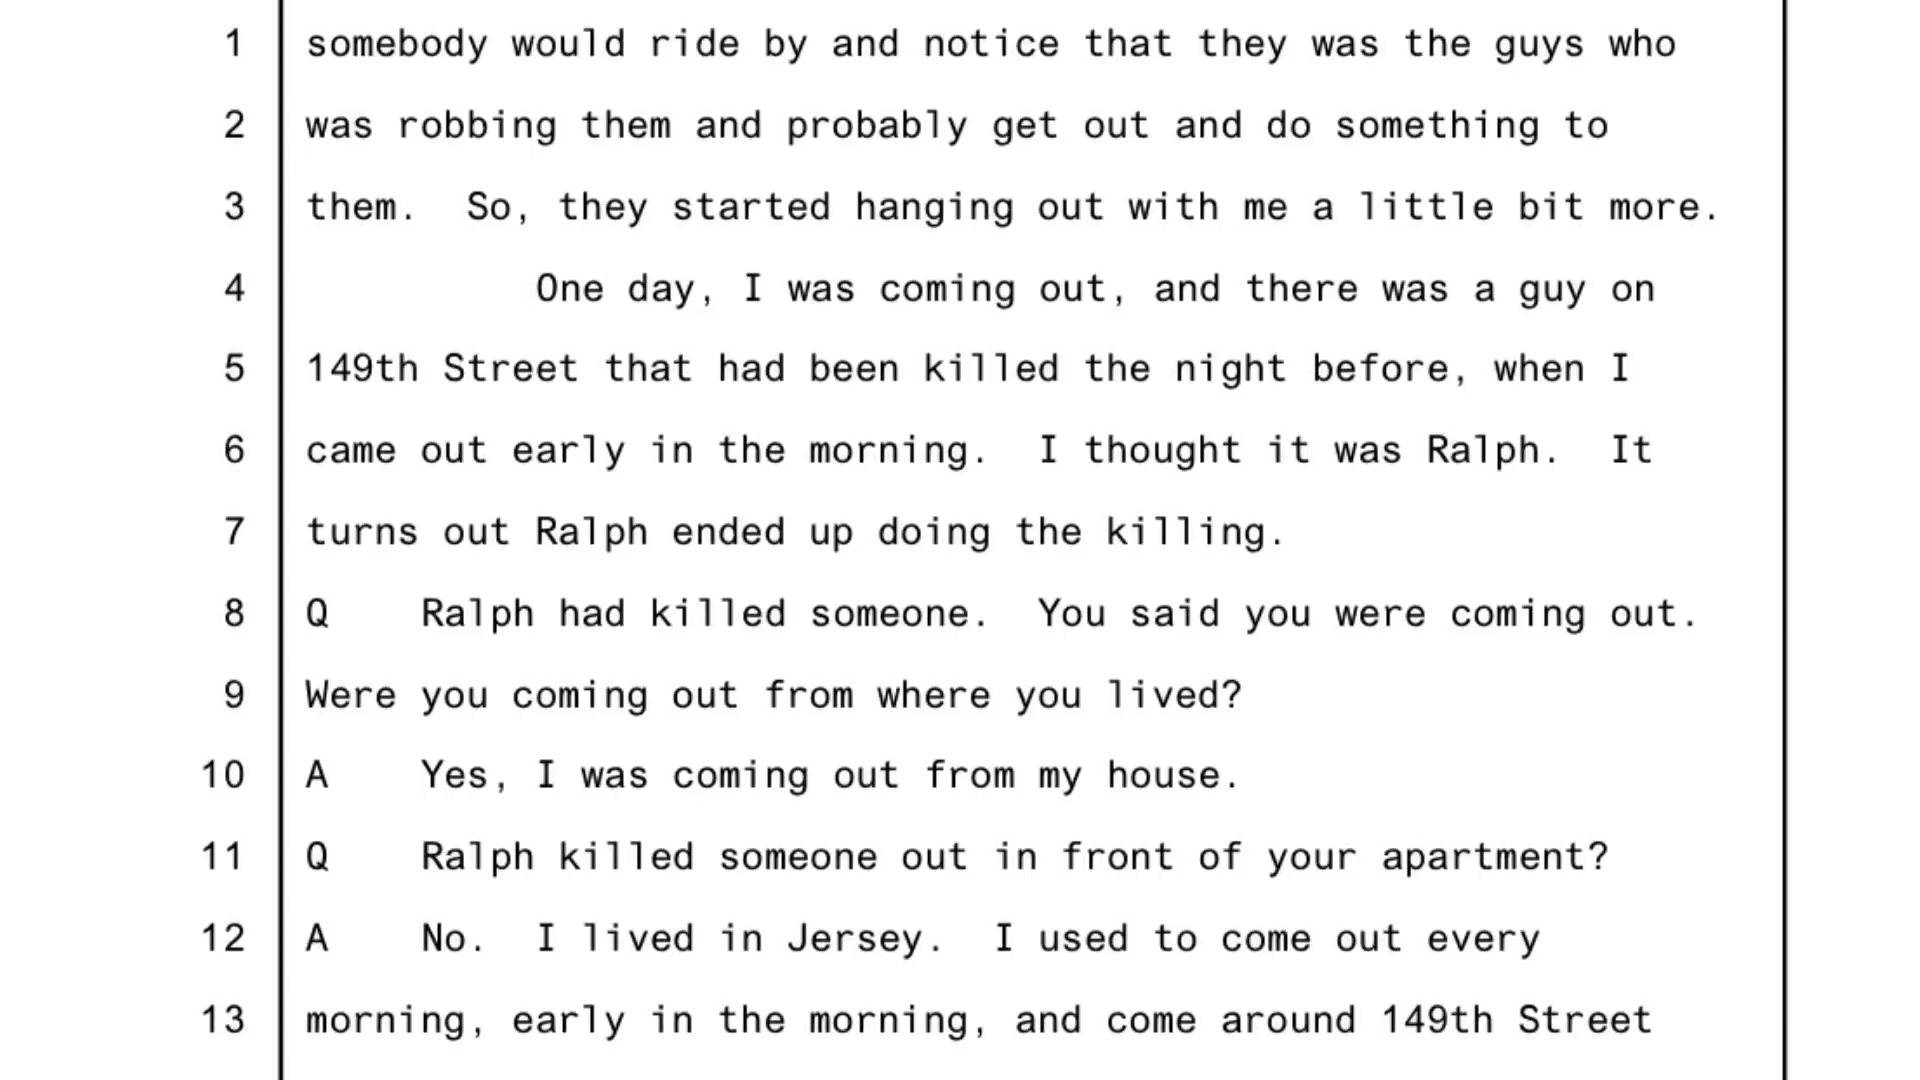 1 somebody would ride by and notice that they was the guys who
2 was robbing them and probably get out and do something to
3 them.  So, they started hanging out with me a little bit more.
4 One day, I was coming out, and there was a guy on
5 149th Street that had been killed the night before, when I
6 came out early in the morning.  I thought it was Ralph.  It
7 turns out Ralph ended up doing the killing.
8 Q    Ralph had killed someone.  You said you were coming out.
9 Were you coming out from where you lived?
10 A    Yes, I was coming out from my house.
11 Q    Ralph killed someone out in front of your apartment?
12 A    No.  I lived in Jersey.  I used to come out every
13 morning, early in the morning, and come around 149th Street